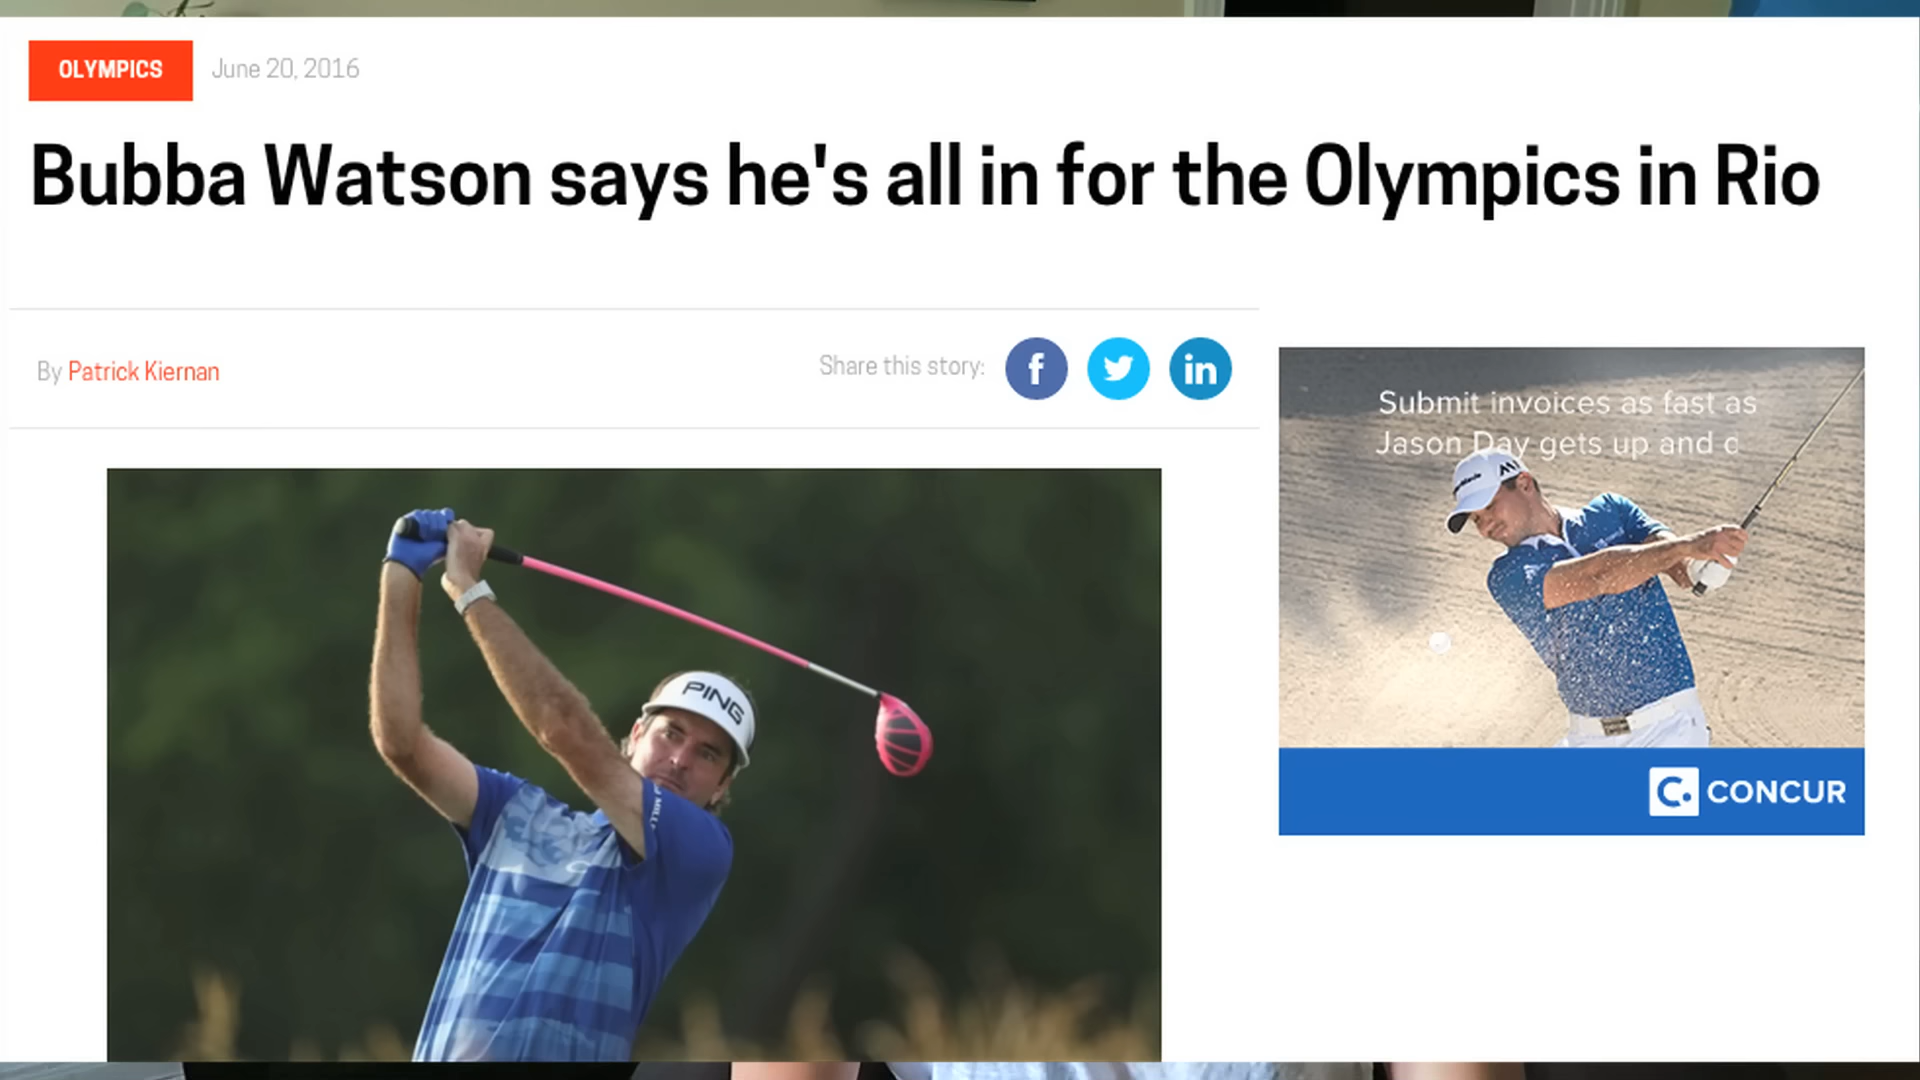 OLYMPICS
June 20, 2016
Bubba Watson says he's all in for the Olympics in Rio
By Patrick Kiernan
Share this story:
f
in
Submit invoices as fast as
Jason Day gets up and
PING
CONCUR